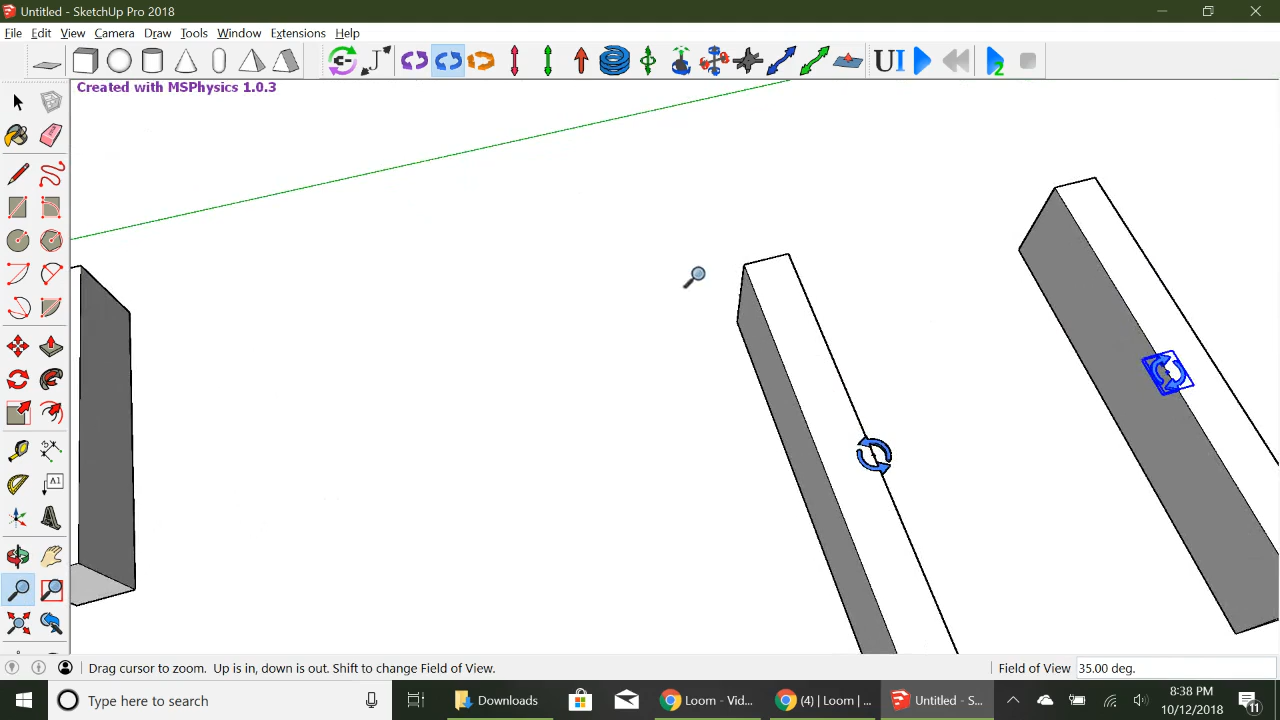 Untitled - SketchUp Pro 2018
File Edit View Camera Draw Tools Window Extensions Help
UI
2
Created with MSPhysics 1.0.3
A1
Drag cursor to zoom. Up is in, down is out. Shift to change Field of View.
Field of View 35.00 deg.
Type here to search
Downloads
Loom - Vid...
(4) | Loom | ...
Untitled - S...
8:38 PM
10/12/2018
11